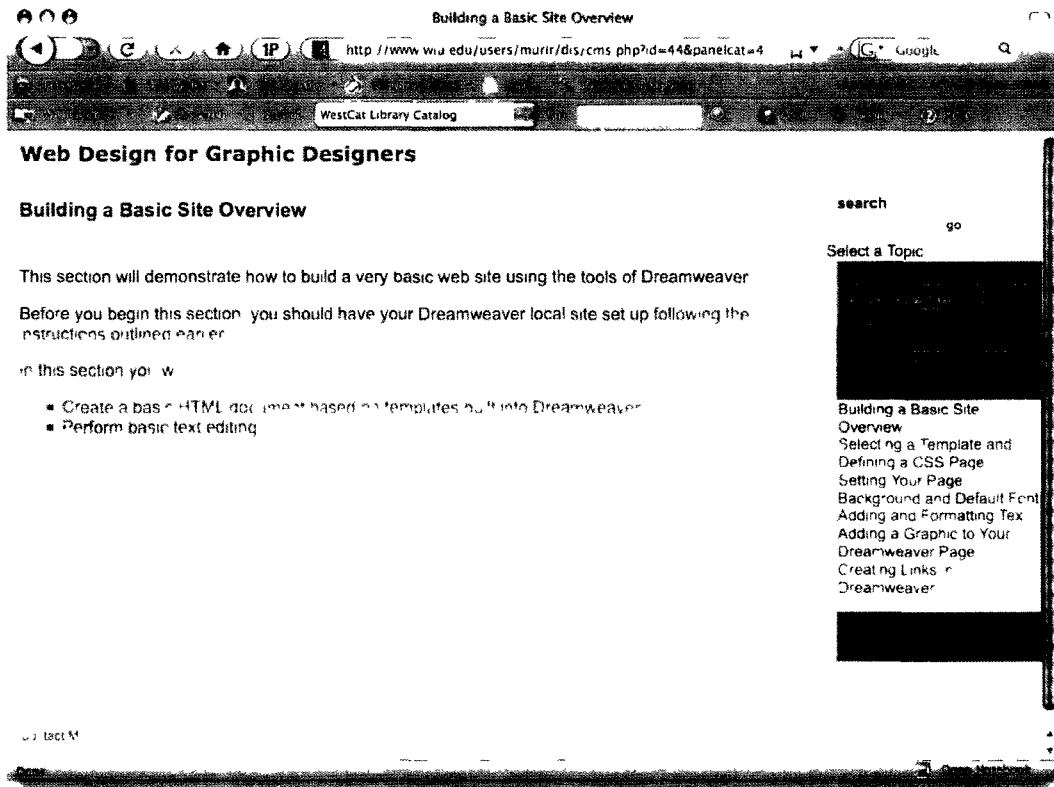 Building a Basic Site Overview
1P http //www wiu edu/users/murir/dis/cms php?id=44&panelcat=4 G Google
WestCat Library Catalog
Web Design for Graphic Designers
Building a Basic Site Overview
search
go
Select a Topic
This section will demonstrate how to build a very basic web site using the tools of Dreamweaver
Before you begin this section you should have your Dreamweaver local site set up following the
instructions outlined earlier
in this section you w
Create a basic HTML document based on templates built into Dreamweaver
Perform basic text editing
Building a Basic Site
Overview
Selecting a Template and
Defining a CSS Page
Setting Your Page
Background and Default Font
Adding and Formatting Tex
Adding a Graphic to Your
Dreamweaver Page
Creating Links
Dreamweaver
Done